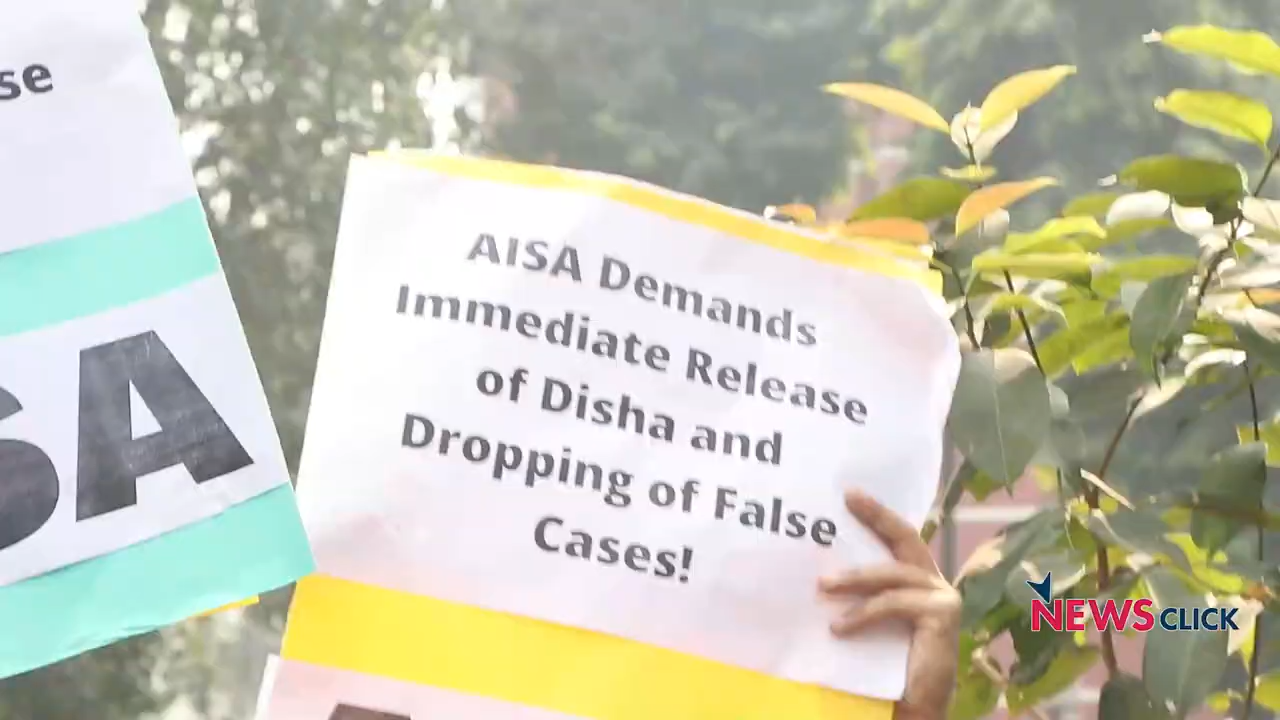 se
SA
AISA Demands
Immediate Release
of Disha and
Dropping of False
Cases!
NEWSCLICK